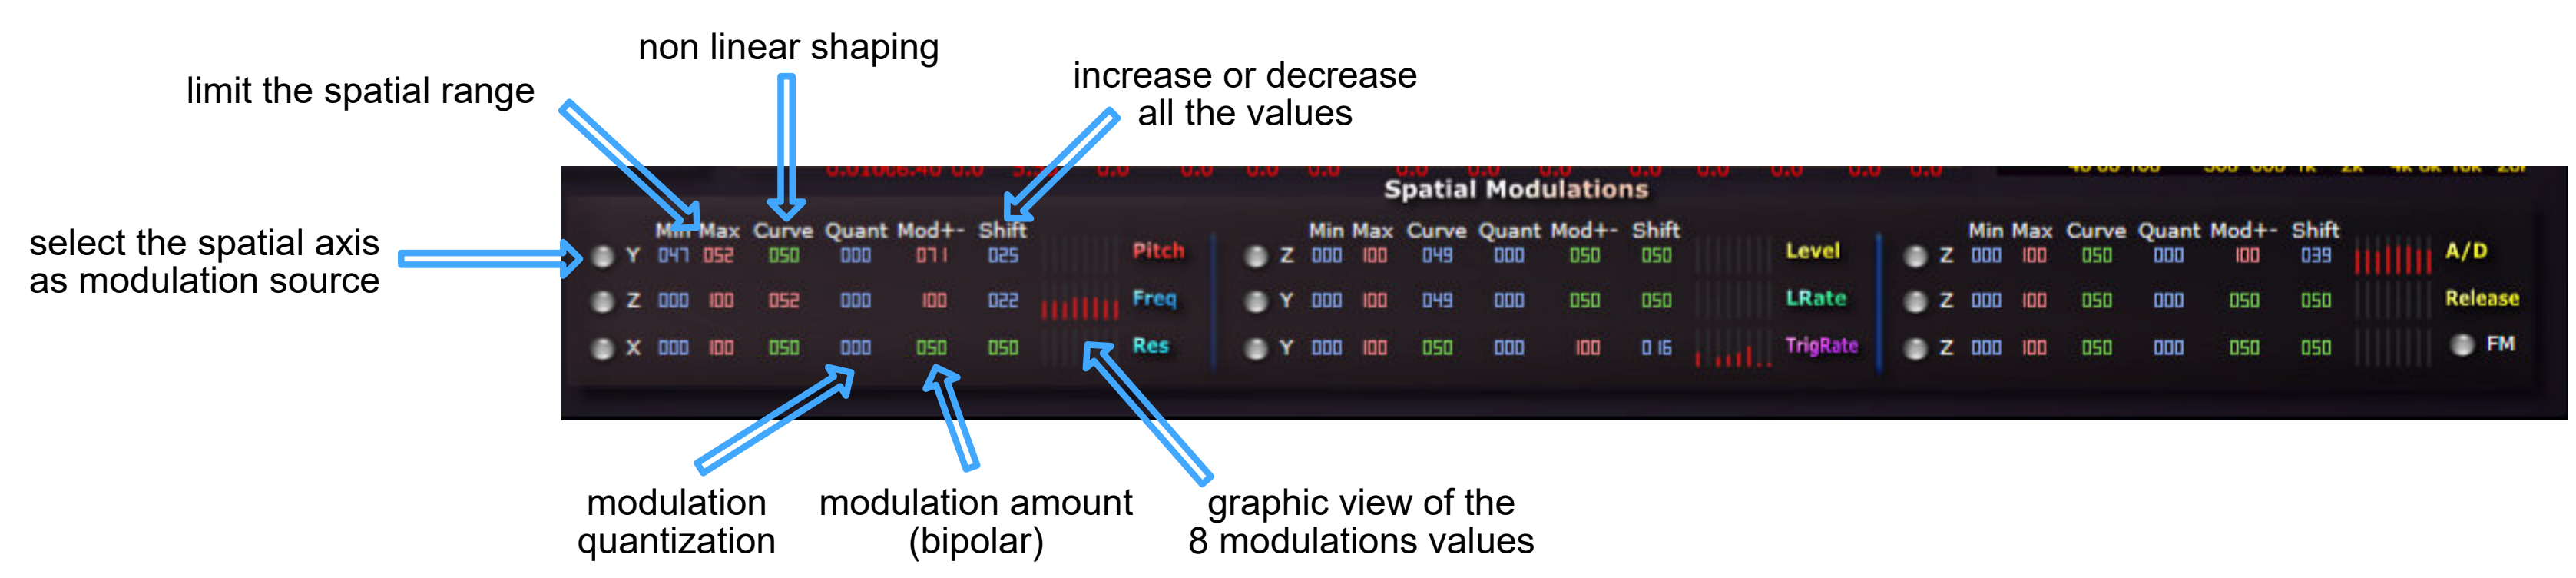 non linear shaping
limit the spatial range
increase or decrease
all the values
select the spatial axis
as modulation source
Spatial Modulations
Min Max Curve Quant Mod+- Shift
Y 047 052 050 000 071 025 Pitch
Z 000 100 052 000 100 022 Freq
X 000 100 050 000 050 050 Res
Min Max Curve Quant Mod+- Shift
Z 000 100 049 000 050 050 Level
Y 000 100 049 000 050 050 LRate
Y 000 100 050 000 100 016 TrigRate
Min Max Curve Quant Mod+- Shift
Z 000 100 050 000 100 039 A/D
Z 000 100 050 000 050 050 Release
Z 000 100 050 000 050 050 FM
modulation
quantization
modulation amount
(bipolar)
graphic view of the
8 modulations values